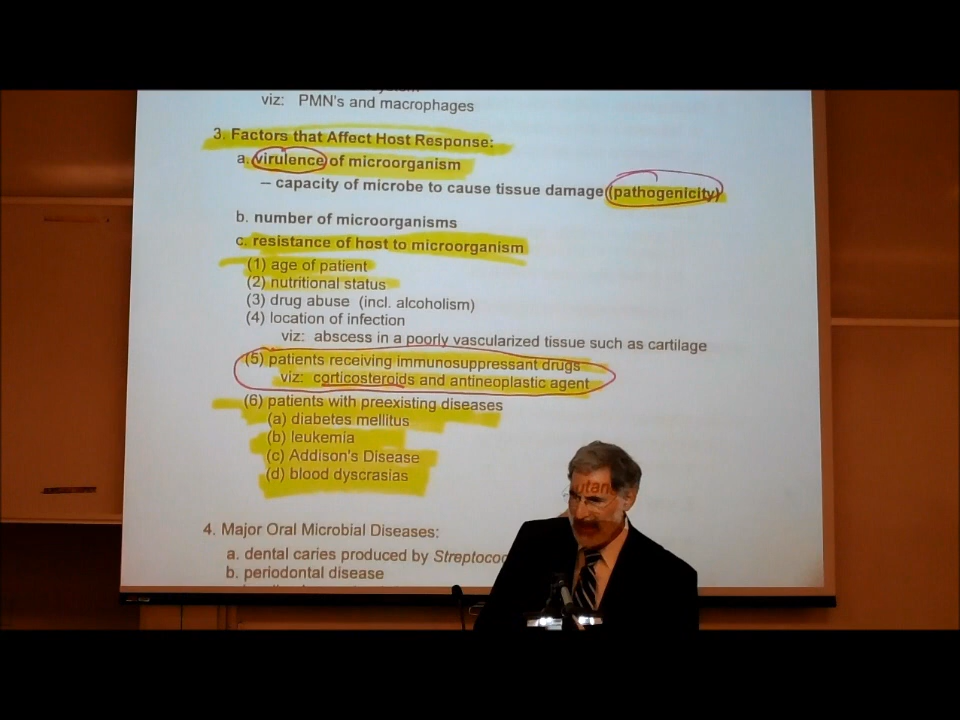 viz: PMN's and macrophages
3. Factors that Affect Host Response:
a. virulence of microorganism
– capacity of microbe to cause tissue damage (pathogenicity)
b. number of microorganisms
c. resistance of host to microorganism
(1) age of patient
(2) nutritional status
(3) drug abuse (incl. alcoholism)
(4) location of infection
viz: abscess in a poorly vascularized tissue such as cartilage
(5) patients receiving immunosuppressant drugs
viz: corticosteroids and antineoplastic agent
(6) patients with preexisting diseases
(a) diabetes mellitus
(b) leukemia
(c) Addison's Disease
(d) blood dyscrasias
4. Major Oral Microbial Diseases:
a. dental caries produced by Streptoco
b. periodontal disease